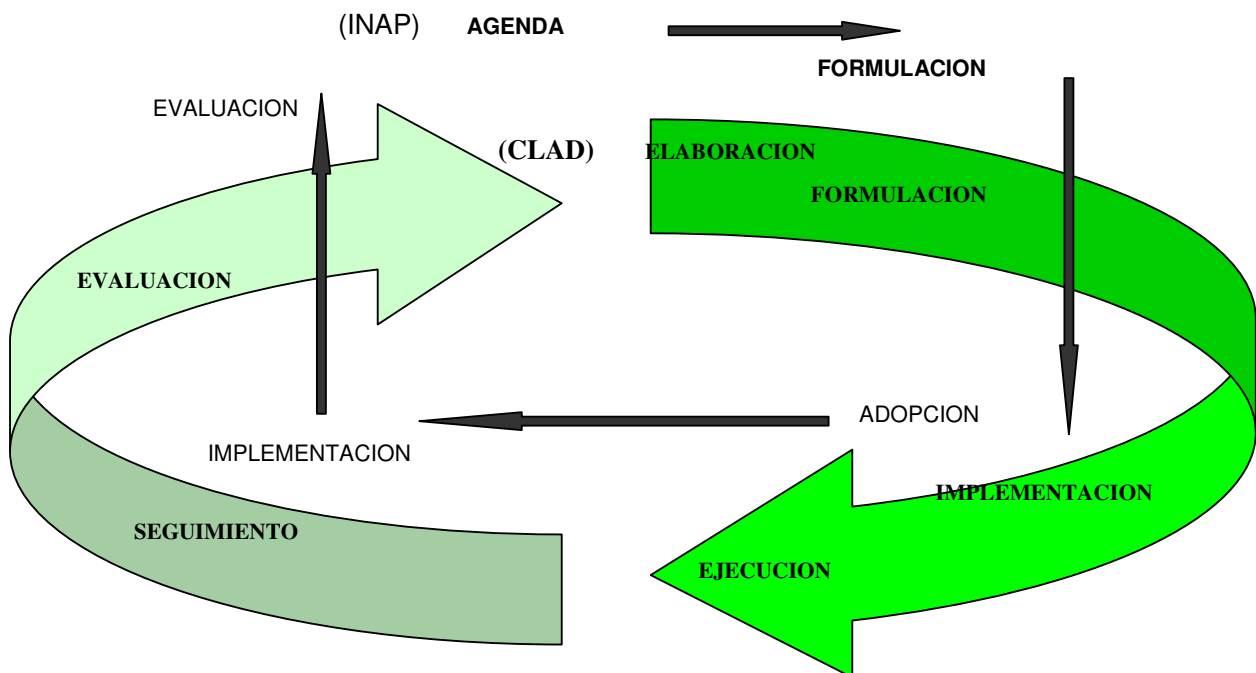 (INAP) AGENDA
FORMULACION
EVALUACION
(CLAD) ELABORACION
FORMULACION
EVALUACION
ADOPCION
IMPLEMENTACION
IMPLEMENTACION
SEGUIMIENTO
EJECUCION